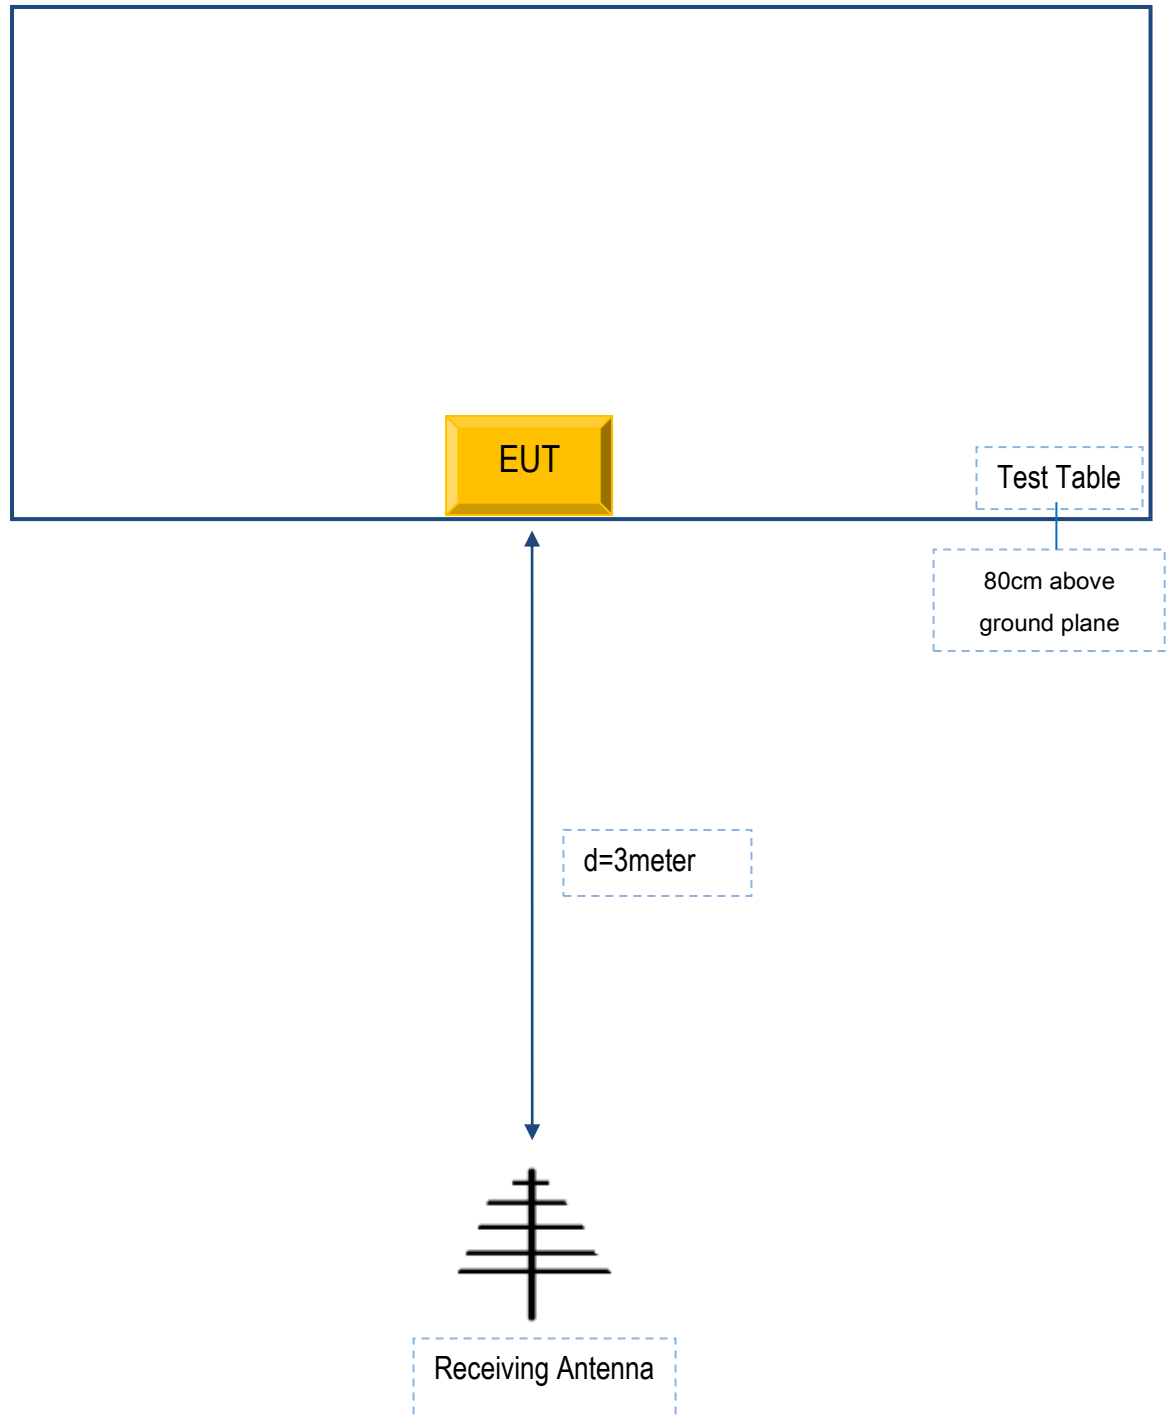 EUT
Test Table
80cm above
ground plane
d=3meter
Receiving Antenna